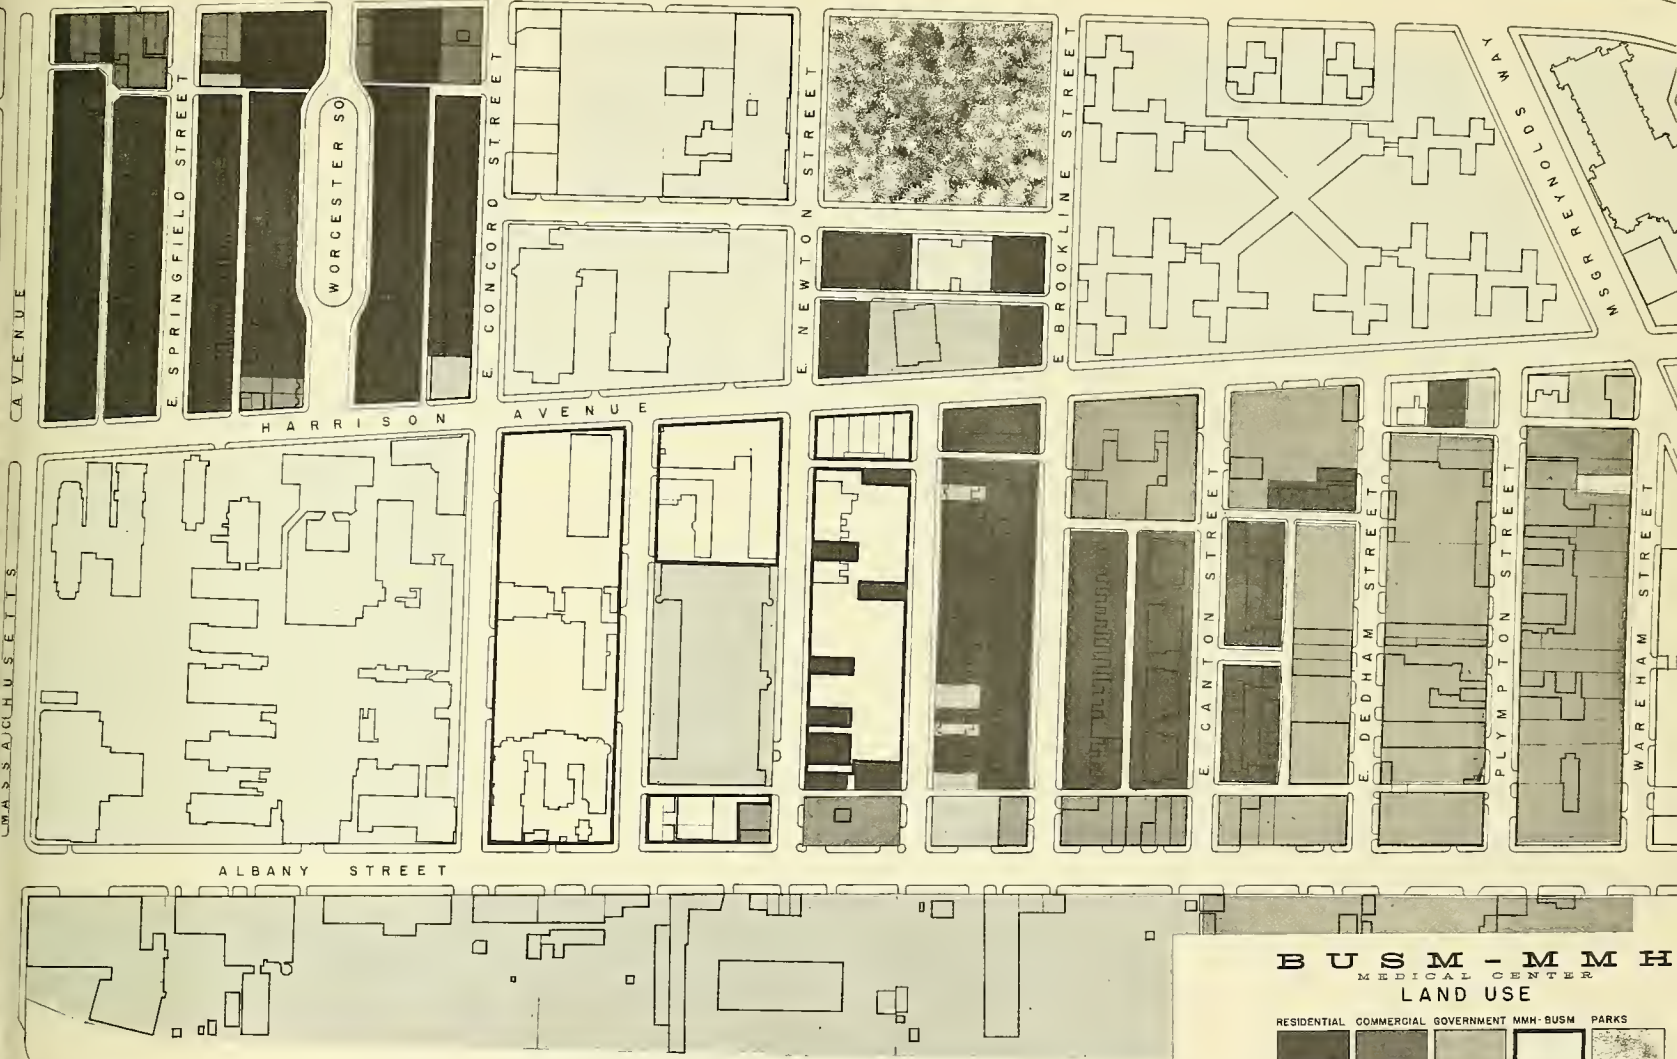 MASSACHUSETTS AVENUE
E. SPRINGFIELD STREET
WORCESTER SQ
E. CONCORD STREET
E. NEWTON STREET
E BROOKLINE STREET
MSGR REYNOLDS WAY
HARRISON AVENUE
E. CANTON STREET
E. DEDHAM STREET
PLYMPTON STREET
WAREHAM STREET
ALBANY STREET
BUSM-MMH
MEDICAL CENTER
LAND USE
RESIDENTIAL COMMERCIAL GOVERNMENT MMH-BUSM PARKS